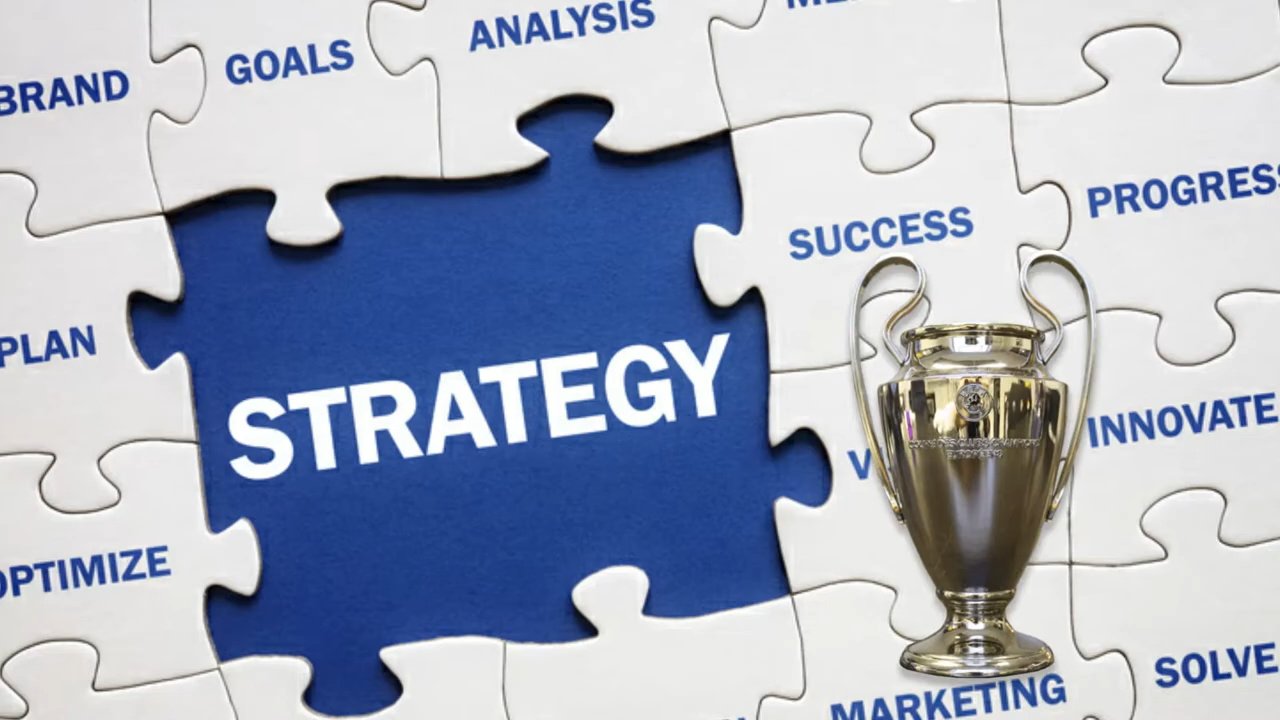 ANALYSIS
GOALS
BRAND
PROGRESS
SUCCESS
PLAN
STRATEGY
INNOVATE
OPTIMIZE
SOLVE
MARKETING